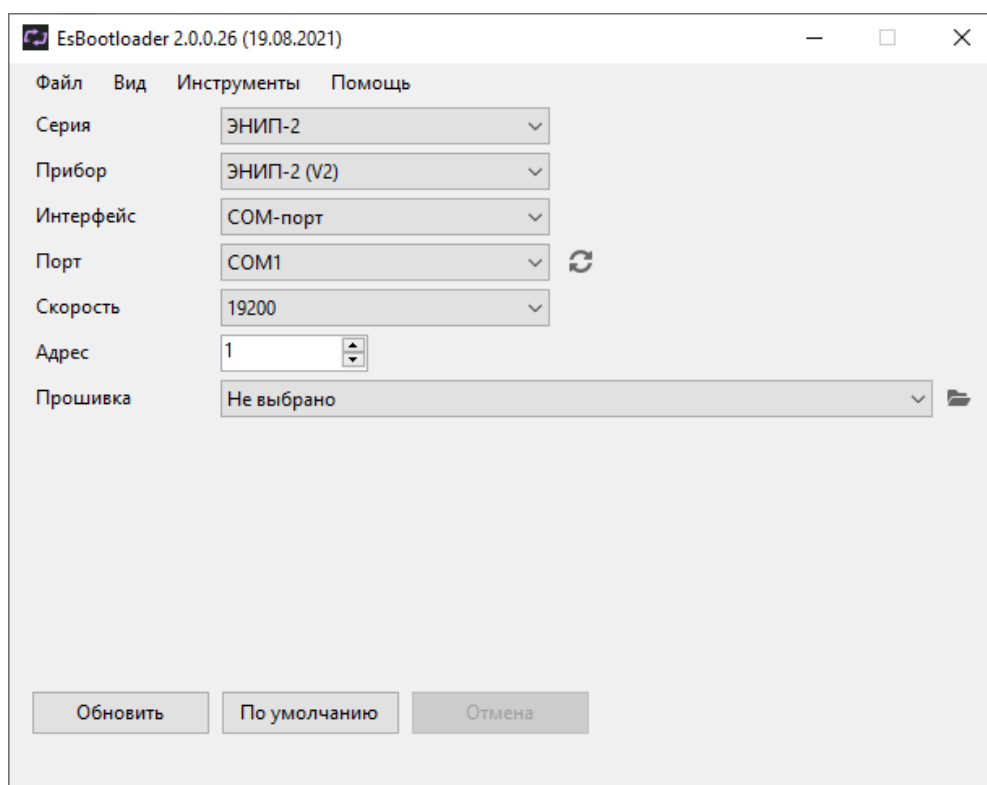 EsBootloader 2.0.0.26 (19.08.2021)
Файл Вид Инструменты Помощь
Серия ЭНИП-2
Прибор ЭНИП-2 (V2)
Интерфейс COM-порт
Порт COM1
Скорость 19200
Адрес 1
Прошивка Не выбрано
Обновить По умолчанию Отмена